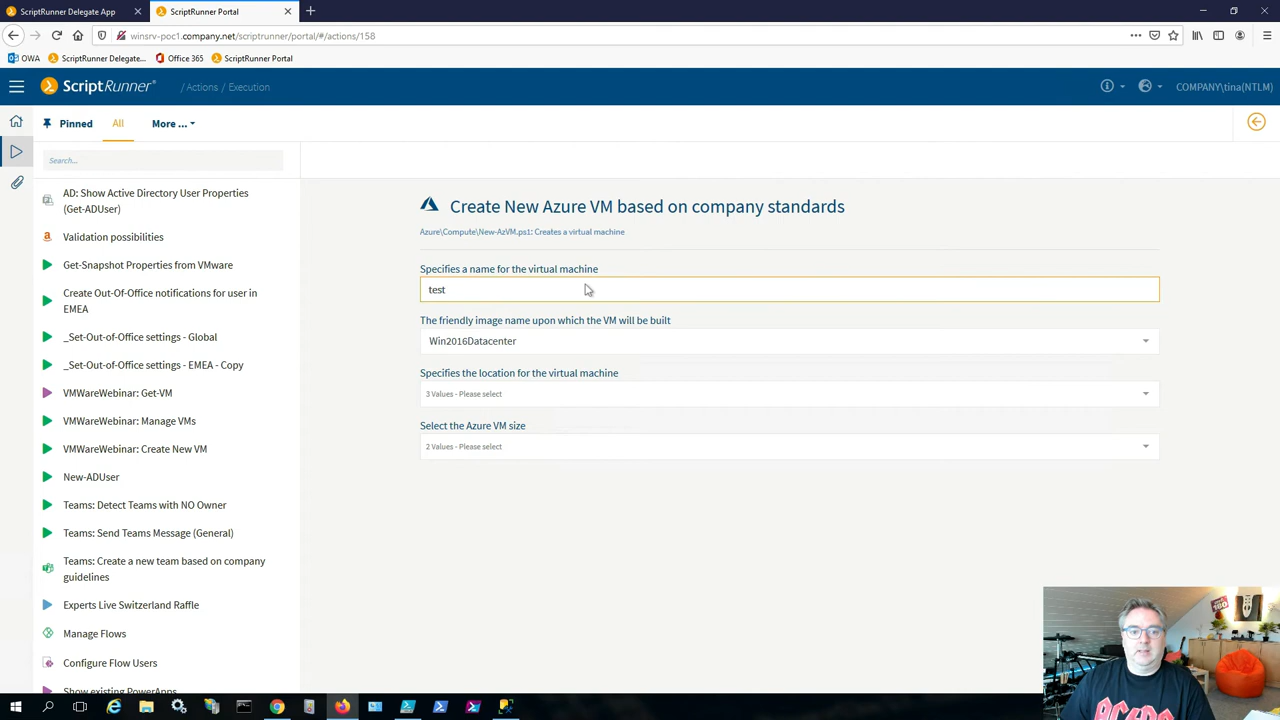 ScriptRunner Delegate App
ScriptRunner Portal
winsrv-poc1.company.net/scriptrunner/portal/#/actions/158
OWA
ScriptRunner Delegate...
Office 365
ScriptRunner Portal
ScriptRunner®
/ Actions / Execution
COMPANY\tina(NTLM)
Pinned
All
More ...
Search...
AD: Show Active Directory User Properties
(Get-ADUser)
Validation possibilities
Get-Snapshot Properties from VMware
Create Out-Of-Office notifications for user in
EMEA
_Set-Out-of-Office settings - Global
_Set-Out-of-Office settings - EMEA - Copy
VMWareWebinar: Get-VM
VMWareWebinar: Manage VMs
VMWareWebinar: Create New VM
New-ADUser
Teams: Detect Teams with NO Owner
Teams: Send Teams Message (General)
Teams: Create a new team based on company
guidelines
Experts Live Switzerland Raffle
Manage Flows
Configure Flow Users
Show existing PowerApps
Create New Azure VM based on company standards
Azure\Compute\New-AzVM.ps1: Creates a virtual machine
Specifies a name for the virtual machine
test
The friendly image name upon which the VM will be built
Win2016Datacenter
Specifies the location for the virtual machine
3 Values - Please select
Select the Azure VM size
2 Values - Please select